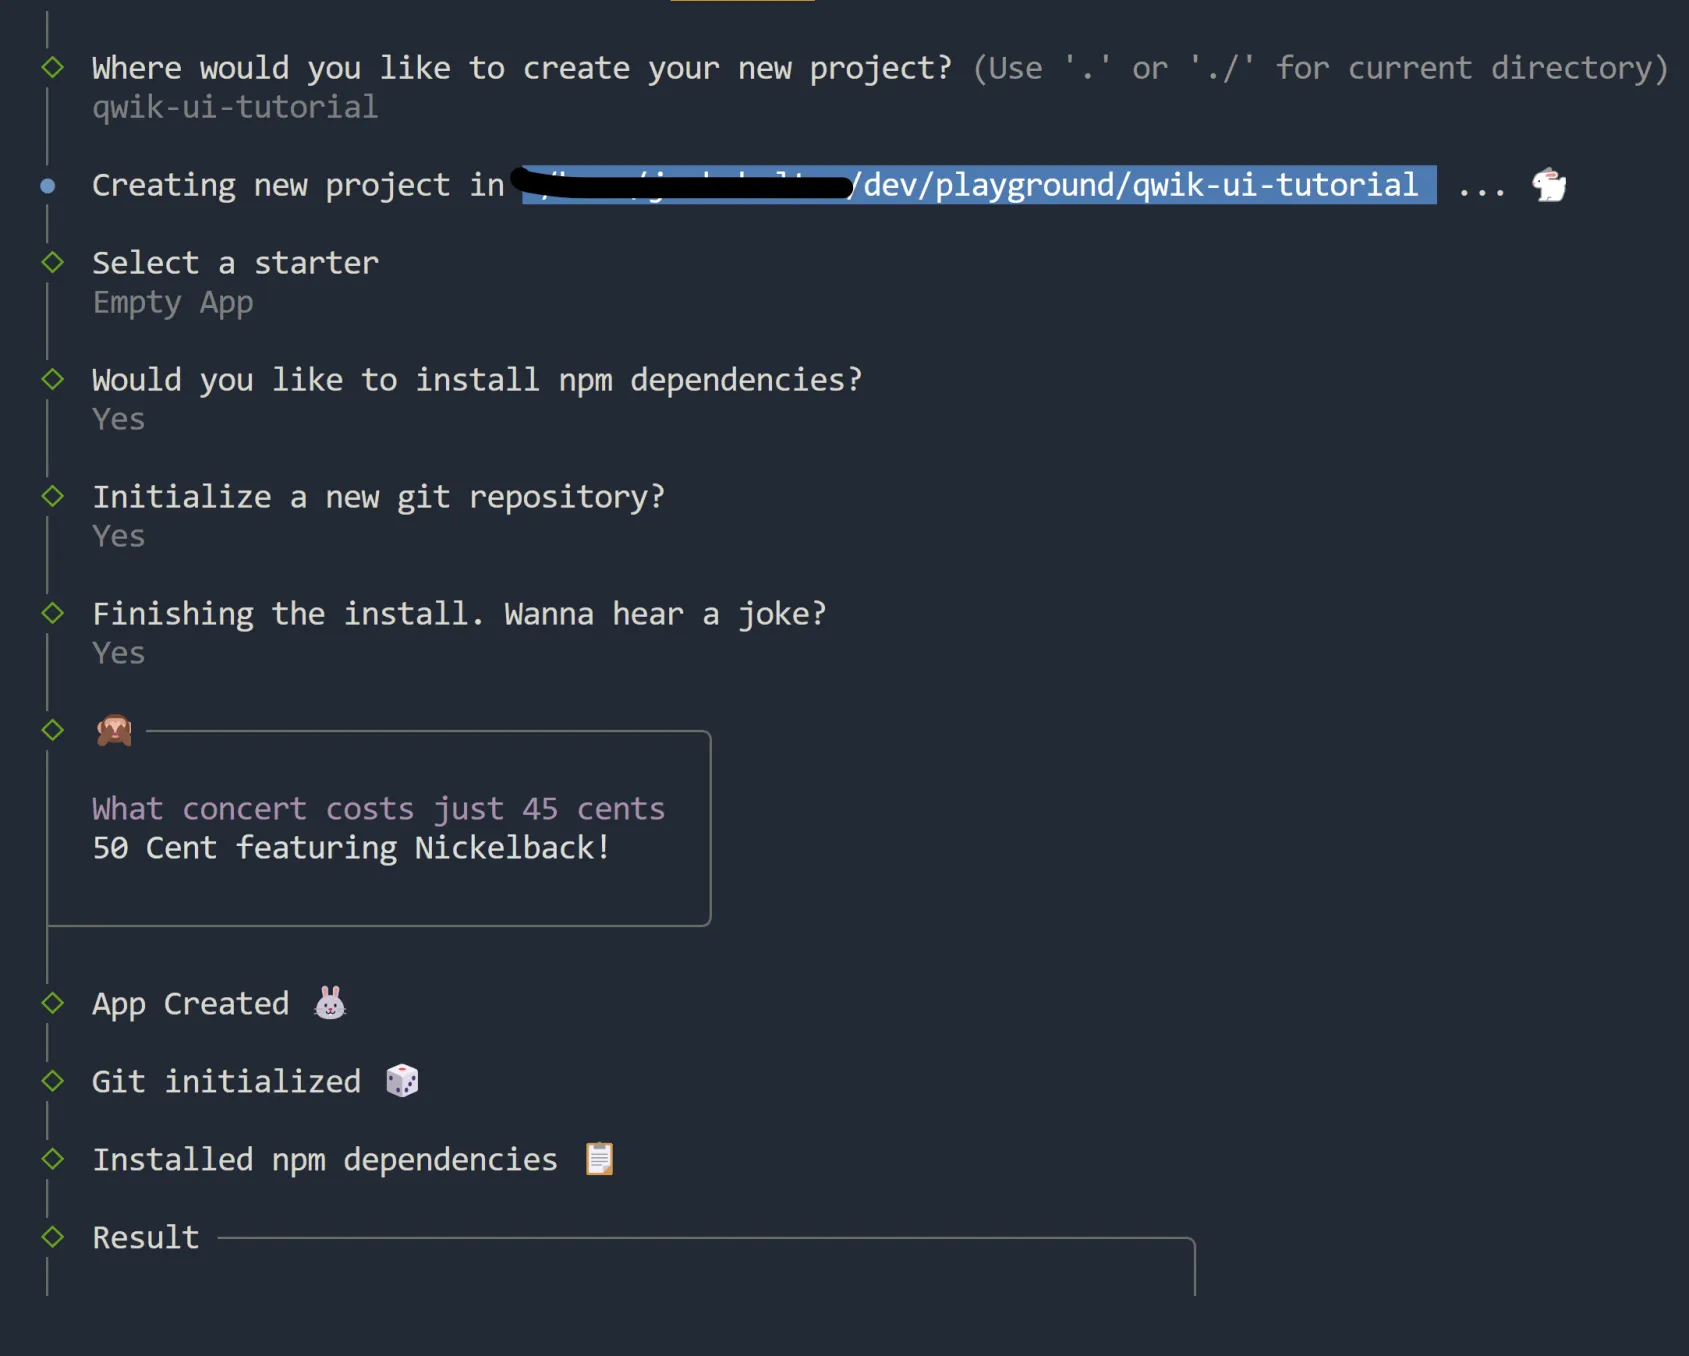 Where would you like to create your new project? (Use '.' or './' for current directory)
qwik-ui-tutorial
Creating new project in /dev/playground/qwik-ui-tutorial ... 🐇
Select a starter
Empty App
Would you like to install npm dependencies?
Yes
Initialize a new git repository?
Yes
Finishing the install. Wanna hear a joke?
Yes
🙈
What concert costs just 45 cents
50 Cent featuring Nickelback!
App Created 🐰
Git initialized 🎲
Installed npm dependencies 📋
Result